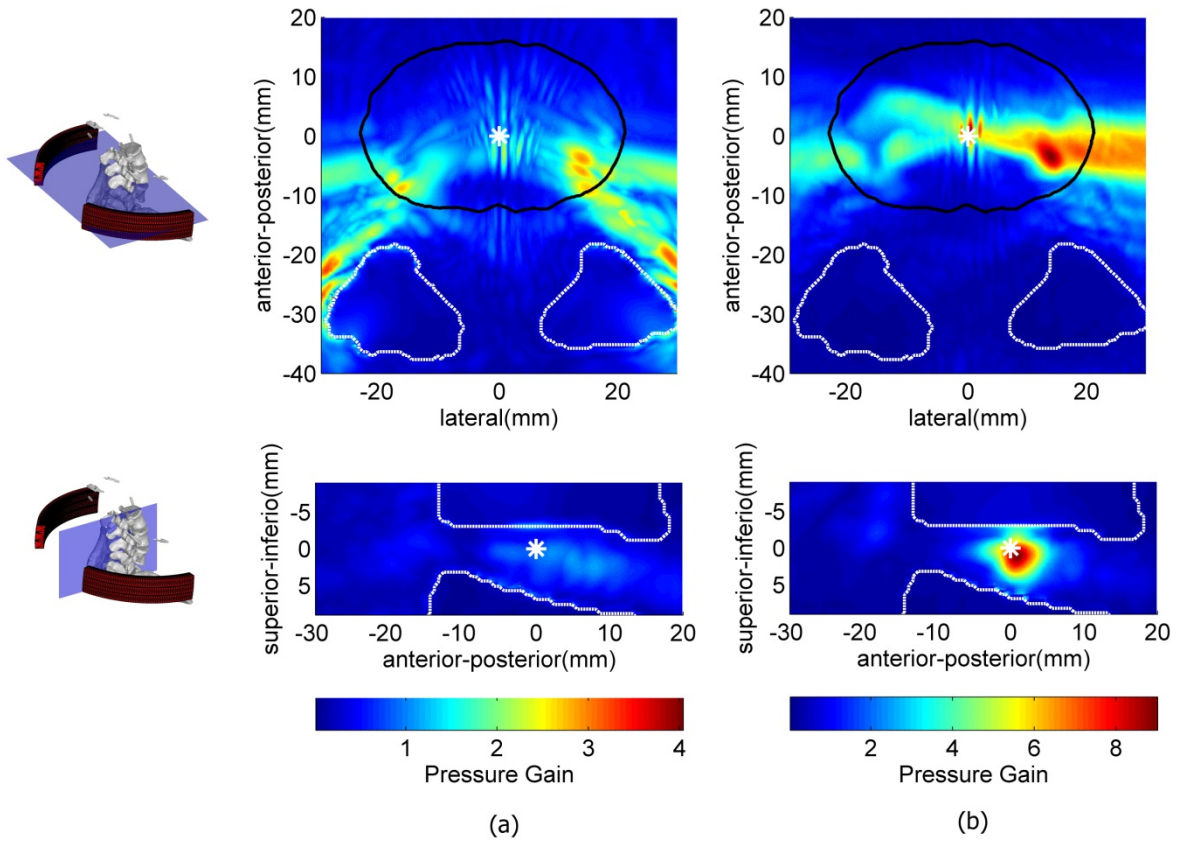 20
10
0
-10
-20
-30
-40
anterior-posterior(mm)
-20 0 20
lateral(mm)
20
10
0
-10
-20
-30
-40
anterior-posterior(mm)
-20 0 20
lateral(mm)
-5
0
5
superior-inferio(mm)
-30 -20 -10 0 10 20
anterior-posterior(mm)
-5
0
5
superior-inferio(mm)
-30 -20 -10 0 10 20
anterior-posterior(mm)
1 2 3 4
Pressure Gain
2 4 6 8
Pressure Gain
(a)
(b)